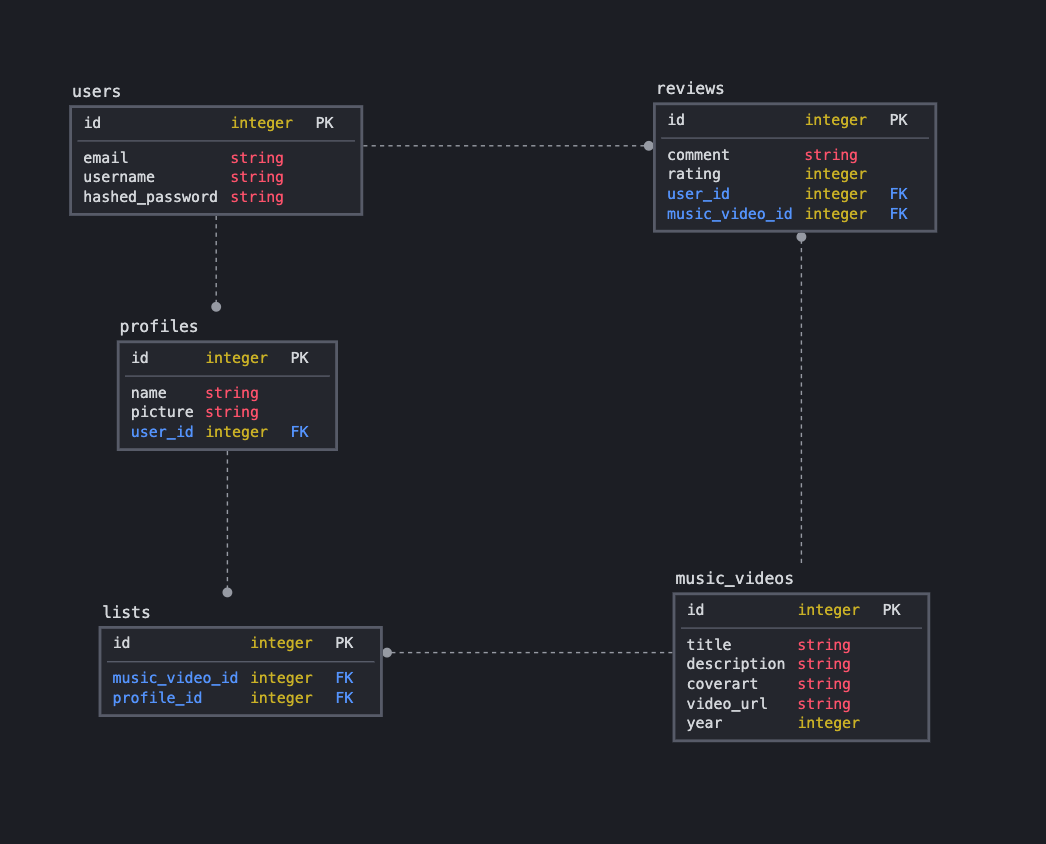 users
id integer PK
email string
username string
hashed_password string
reviews
id integer PK
comment string
rating integer
user_id integer FK
music_video_id integer FK
profiles
id integer PK
name string
picture string
user_id integer FK
lists
id integer PK
music_video_id integer FK
profile_id integer FK
music_videos
id integer PK
title string
description string
coverart string
video_url string
year integer